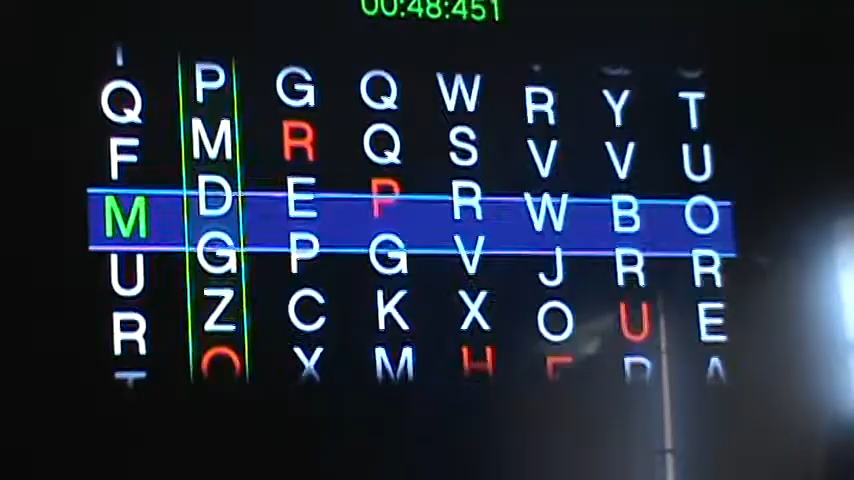 00:48:451
Q P G Q W R Y T
F M R Q S V V U
M D E P R W B O
U G P G V J R R
R Z C K X O U E